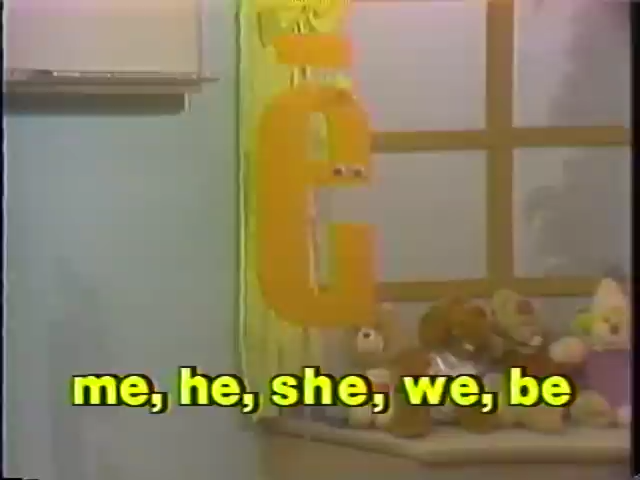 ē
me, he, she, we, be